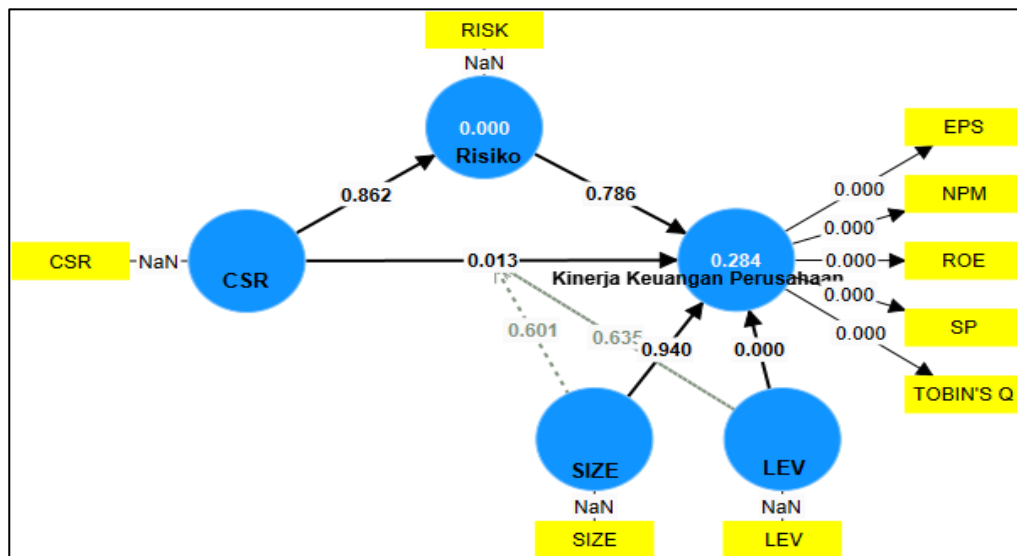 RISK
NaN
0.000
Risiko
EPS
0.862
0.786
0.000
NPM
0.000
CSR
NaN
CSR
0.013
0.284
Kinerja Keuangan Perusahaan
0.000
ROE
0.000
SP
0.601
0.635
0.940
0.000
0.000
TOBIN'S Q
SIZE
LEV
NaN
NaN
SIZE
LEV